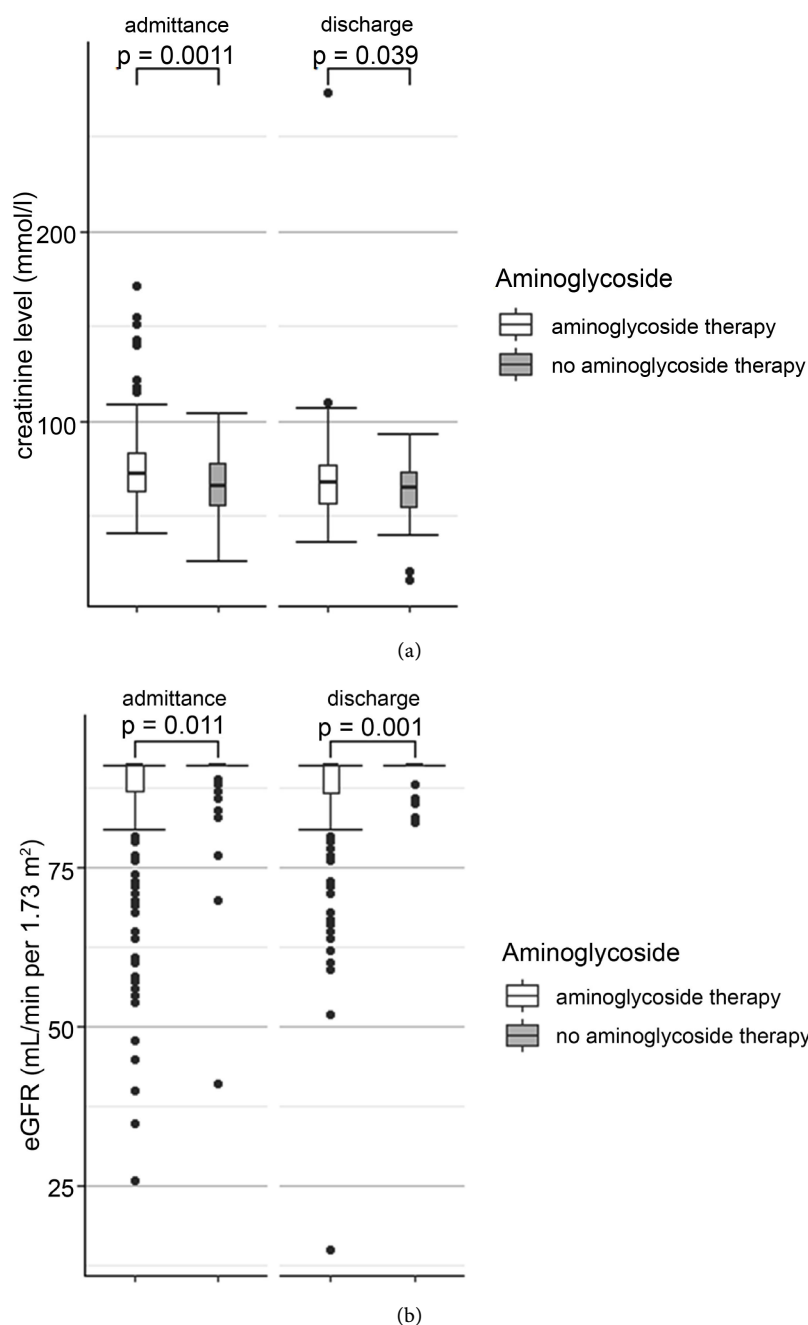 admittance discharge
p = 0.0011 p = 0.039
creatinine level (mmol/l)
200
100
Aminoglycoside
aminoglycoside therapy
no aminoglycoside therapy
(a)
admittance discharge
p = 0.011 p = 0.001
eGFR (mL/min per 1.73 m²)
75
50
25
Aminoglycoside
aminoglycoside therapy
no aminoglycoside therapy
(b)